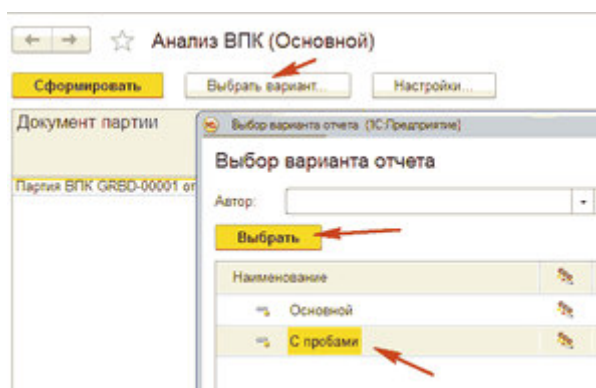 Анализ ВПК (Основной)
Сформировать Выбрать вариант... Настройки...
Документ партии
Выбор варианта отчета (1С:Предприятие)
Выбор варианта отчета
Партия ВПК GRBD-00001 от
Автор:
Выбрать
Наименование
Основной
С пробами